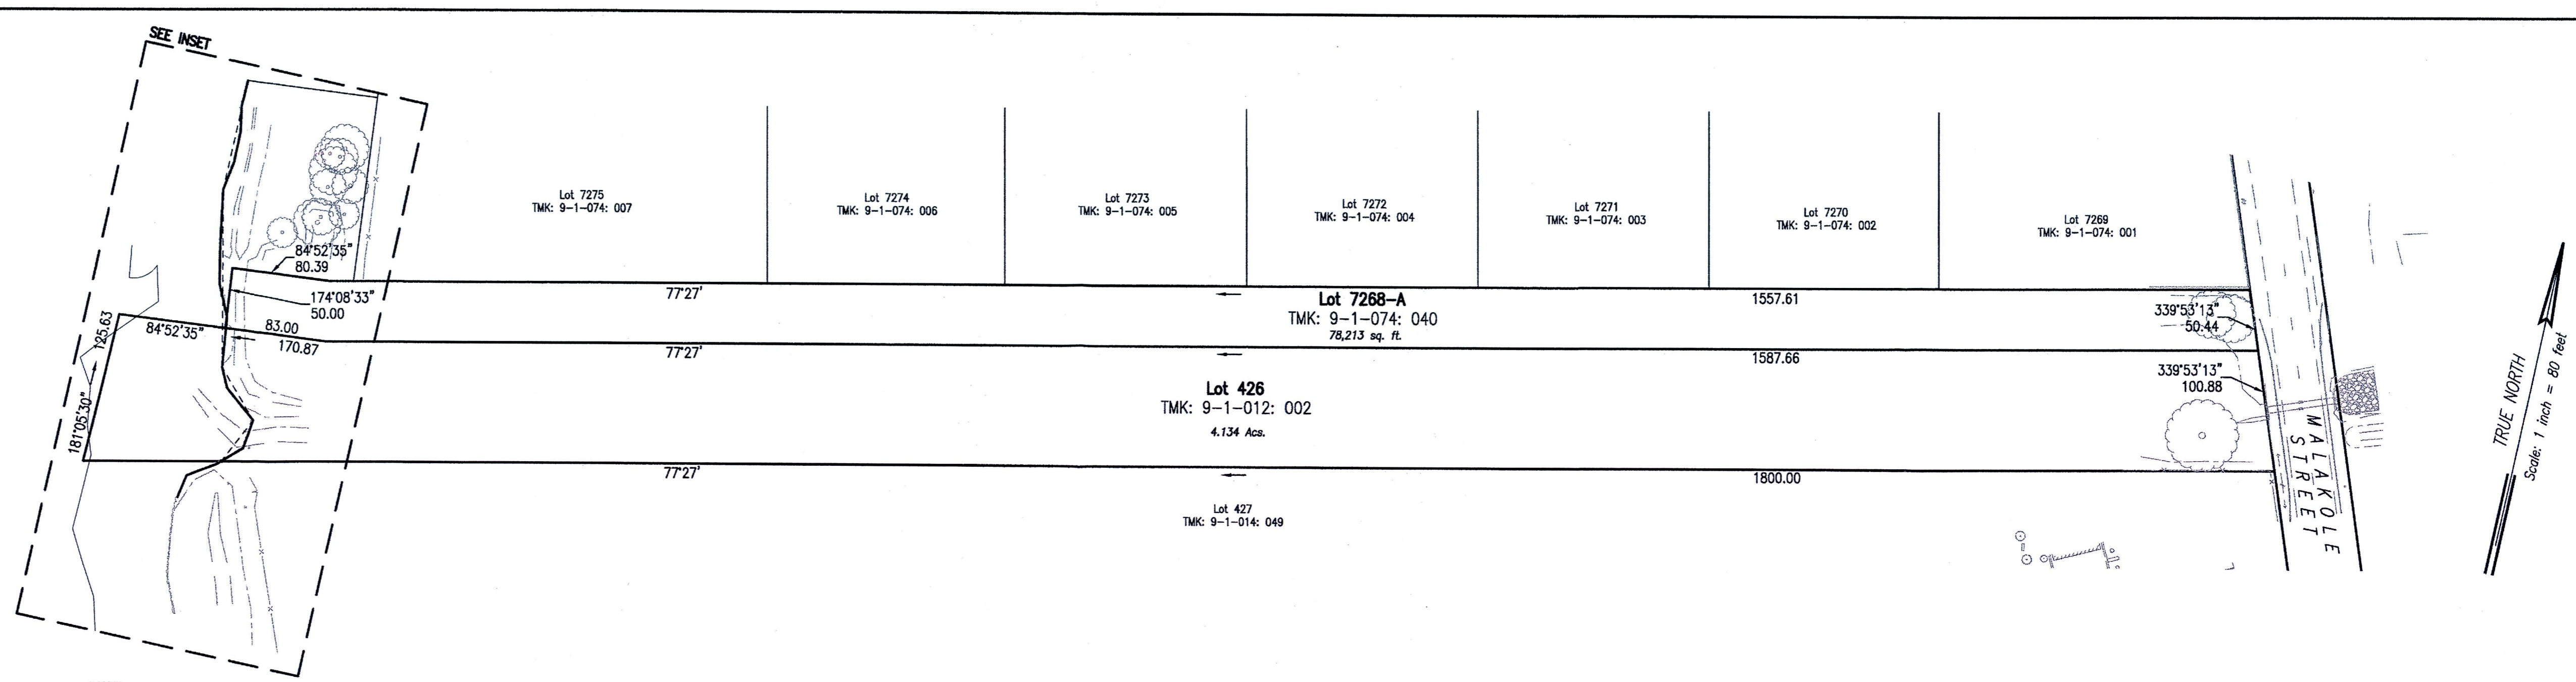 SEE INSET
Lot 7275
TMK: 9-1-074: 007
Lot 7274
TMK: 9-1-074: 006
Lot 7273
TMK: 9-1-074: 005
Lot 7272
TMK: 9-1-074: 004
Lot 7271
TMK: 9-1-074: 003
Lot 7270
TMK: 9-1-074: 002
Lot 7269
TMK: 9-1-074: 001
84°52'35"
80.39
174°08'33"
50.00
77°27'
Lot 7268-A
TMK: 9-1-074: 040
78,213 sq. ft.
1557.61
339°53'13"
50.44
125.63
181°05'30"
84°52'35"
83.00
170.87
77°27'
1587.66
Lot 426
TMK: 9-1-012: 002
4.134 Acs.
339°53'13"
100.88
77°27'
1800.00
Lot 427
TMK: 9-1-014: 049
MALAKOLE
STREET
TRUE NORTH
Scale: 1 inch = 80 feet